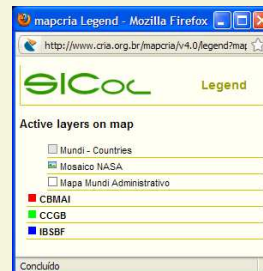 mapcria Legend - Mozilla Firefox
http://www.cria.org.br/mapcria/v4.0/legend?map
SICol
Legend
Active layers on map
Mundi - Countries
Mosaico NASA
Mapa Mundi Administrativo
CBMAI
CCGB
IBSBF
Concluído